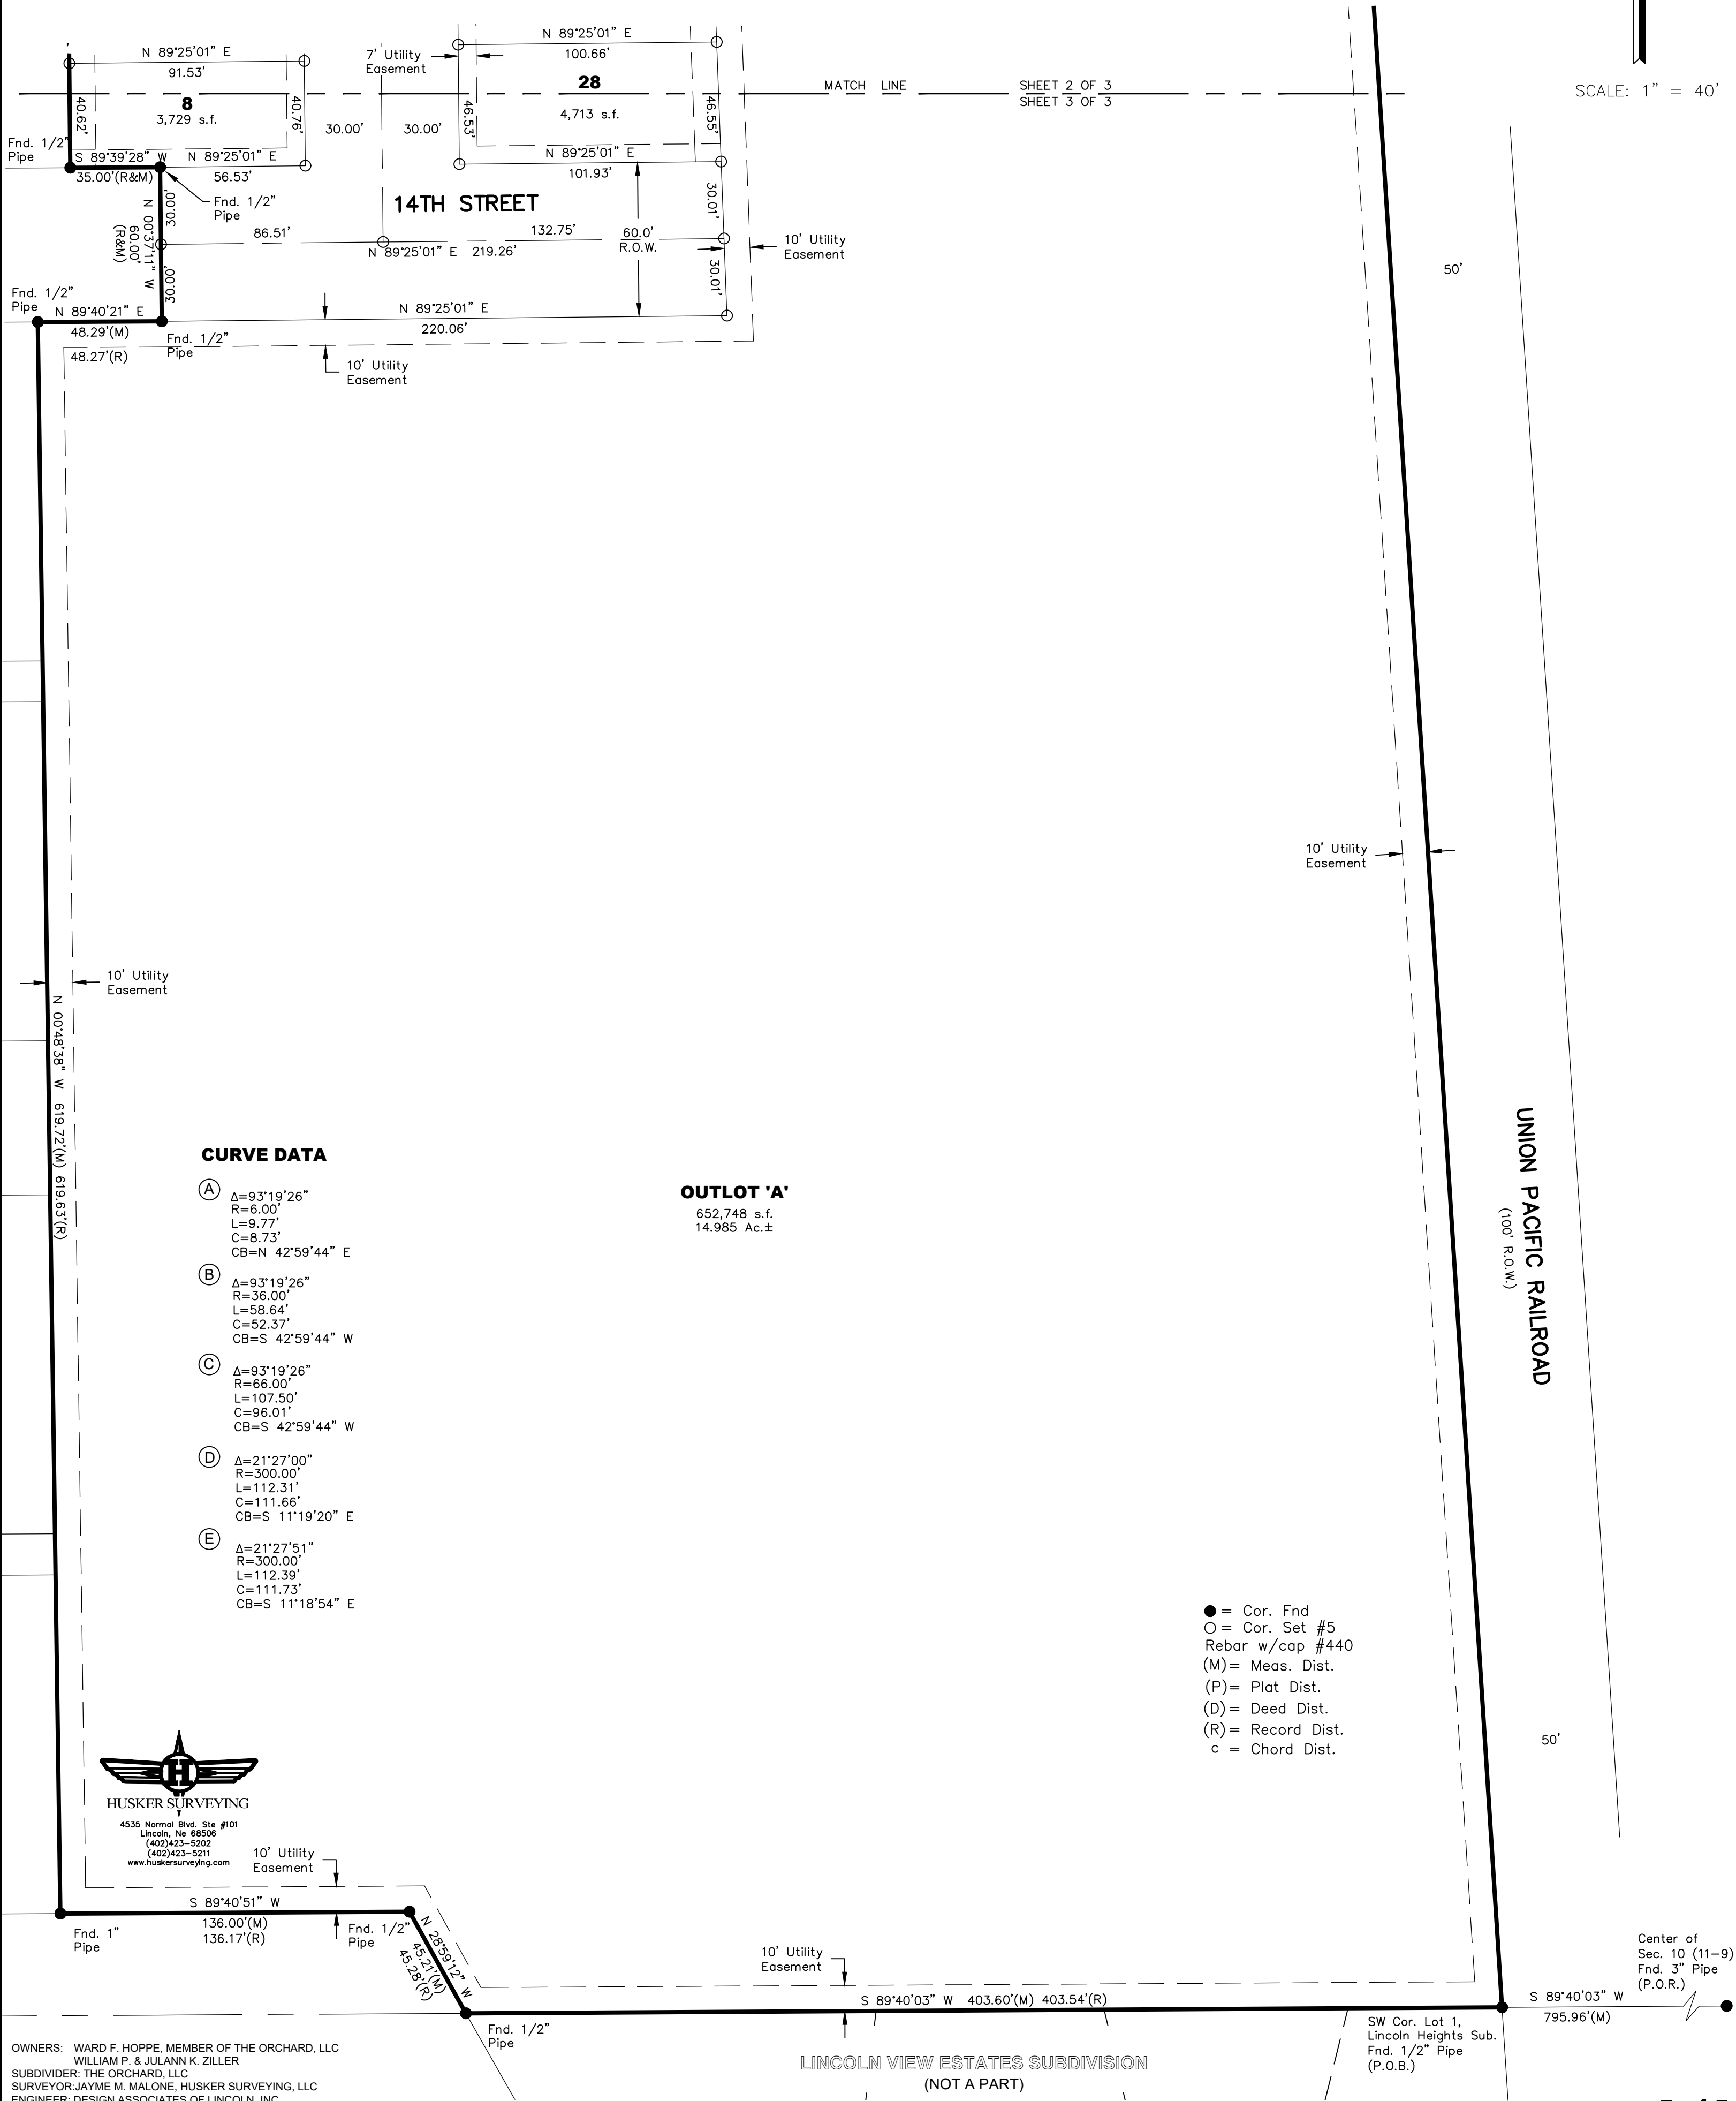 N 89°25'01" E
91.53'
40.62'
8
3,729 s.f.
40.76'
Fnd. 1/2"
Pipe
S 89°39'28" W
35.00'(R&M)
N 89°25'01" E
56.53'
Fnd. 1/2"
Pipe
30.00'
30.00'
7' Utility
Easement
N 89°25'01" E
100.66'
28
4,713 s.f.
46.53'
46.55'
N 89°25'01" E
101.93'
MATCH LINE
SHEET 2 OF 3
SHEET 3 OF 3
SCALE: 1" = 40'
14TH STREET
N 00°37'11" W
60.00'
(R&M)
30.00'
30.00'
86.51'
132.75'
N 89°25'01" E 219.26'
60.0'
R.O.W.
30.01'
30.01'
10' Utility
Easement
50'
Fnd. 1/2"
Pipe
N 89°40'21" E
48.29'(M)
48.27'(R)
Fnd. 1/2"
Pipe
N 89°25'01" E
220.06'
10' Utility
Easement
10' Utility
Easement
10' Utility
Easement
N 00°48'38" W 619.72'(M) 619.63'(R)
CURVE DATA
A
Δ=93°19'26"
R=6.00'
L=9.77'
C=8.73'
CB=N 42°59'44" E
B
Δ=93°19'26"
R=36.00'
L=58.64'
C=52.37'
CB=S 42°59'44" W
C
Δ=93°19'26"
R=66.00'
L=107.50'
C=96.01'
CB=S 42°59'44" W
D
Δ=21°27'00"
R=300.00'
L=112.31'
C=111.66'
CB=S 11°19'20" E
E
Δ=21°27'51"
R=300.00'
L=112.39'
C=111.73'
CB=S 11°18'54" E
OUTLOT 'A'
652,748 s.f.
14.985 Ac.±
UNION PACIFIC RAILROAD
(100' R.O.W.)
● = Cor. Fnd
○ = Cor. Set #5
Rebar w/cap #440
(M)= Meas. Dist.
(P)= Plat Dist.
(D)= Deed Dist.
(R)= Record Dist.
c = Chord Dist.
50'
H
HUSKER SURVEYING
4535 Normal Blvd. Ste #101
Lincoln, Ne 68506
(402)423-5202
(402)423-5211
www.huskersurveying.com
10' Utility
Easement
S 89°40'51" W
136.00'(M)
136.17'(R)
Fnd. 1"
Pipe
Fnd. 1/2"
Pipe
N 28°59'12" W
45.21'(M)
45.28'(R)
10' Utility
Easement
S 89°40'03" W 403.60'(M) 403.54'(R)
Fnd. 1/2"
Pipe
Center of
Sec. 10 (11-9)
Fnd. 3" Pipe
(P.O.R.)
S 89°40'03" W
795.96'(M)
SW Cor. Lot 1,
Lincoln Heights Sub.
Fnd. 1/2" Pipe
(P.O.B.)
LINCOLN VIEW ESTATES SUBDIVISION
(NOT A PART)
OWNERS: WARD F. HOPPE, MEMBER OF THE ORCHARD, LLC
WILLIAM P. & JULANN K. ZILLER
SUBDIVIDER: THE ORCHARD, LLC
SURVEYOR:JAYME M. MALONE, HUSKER SURVEYING, LLC
ENGINEER: DESIGN ASSOCIATES OF LINCOLN, INC